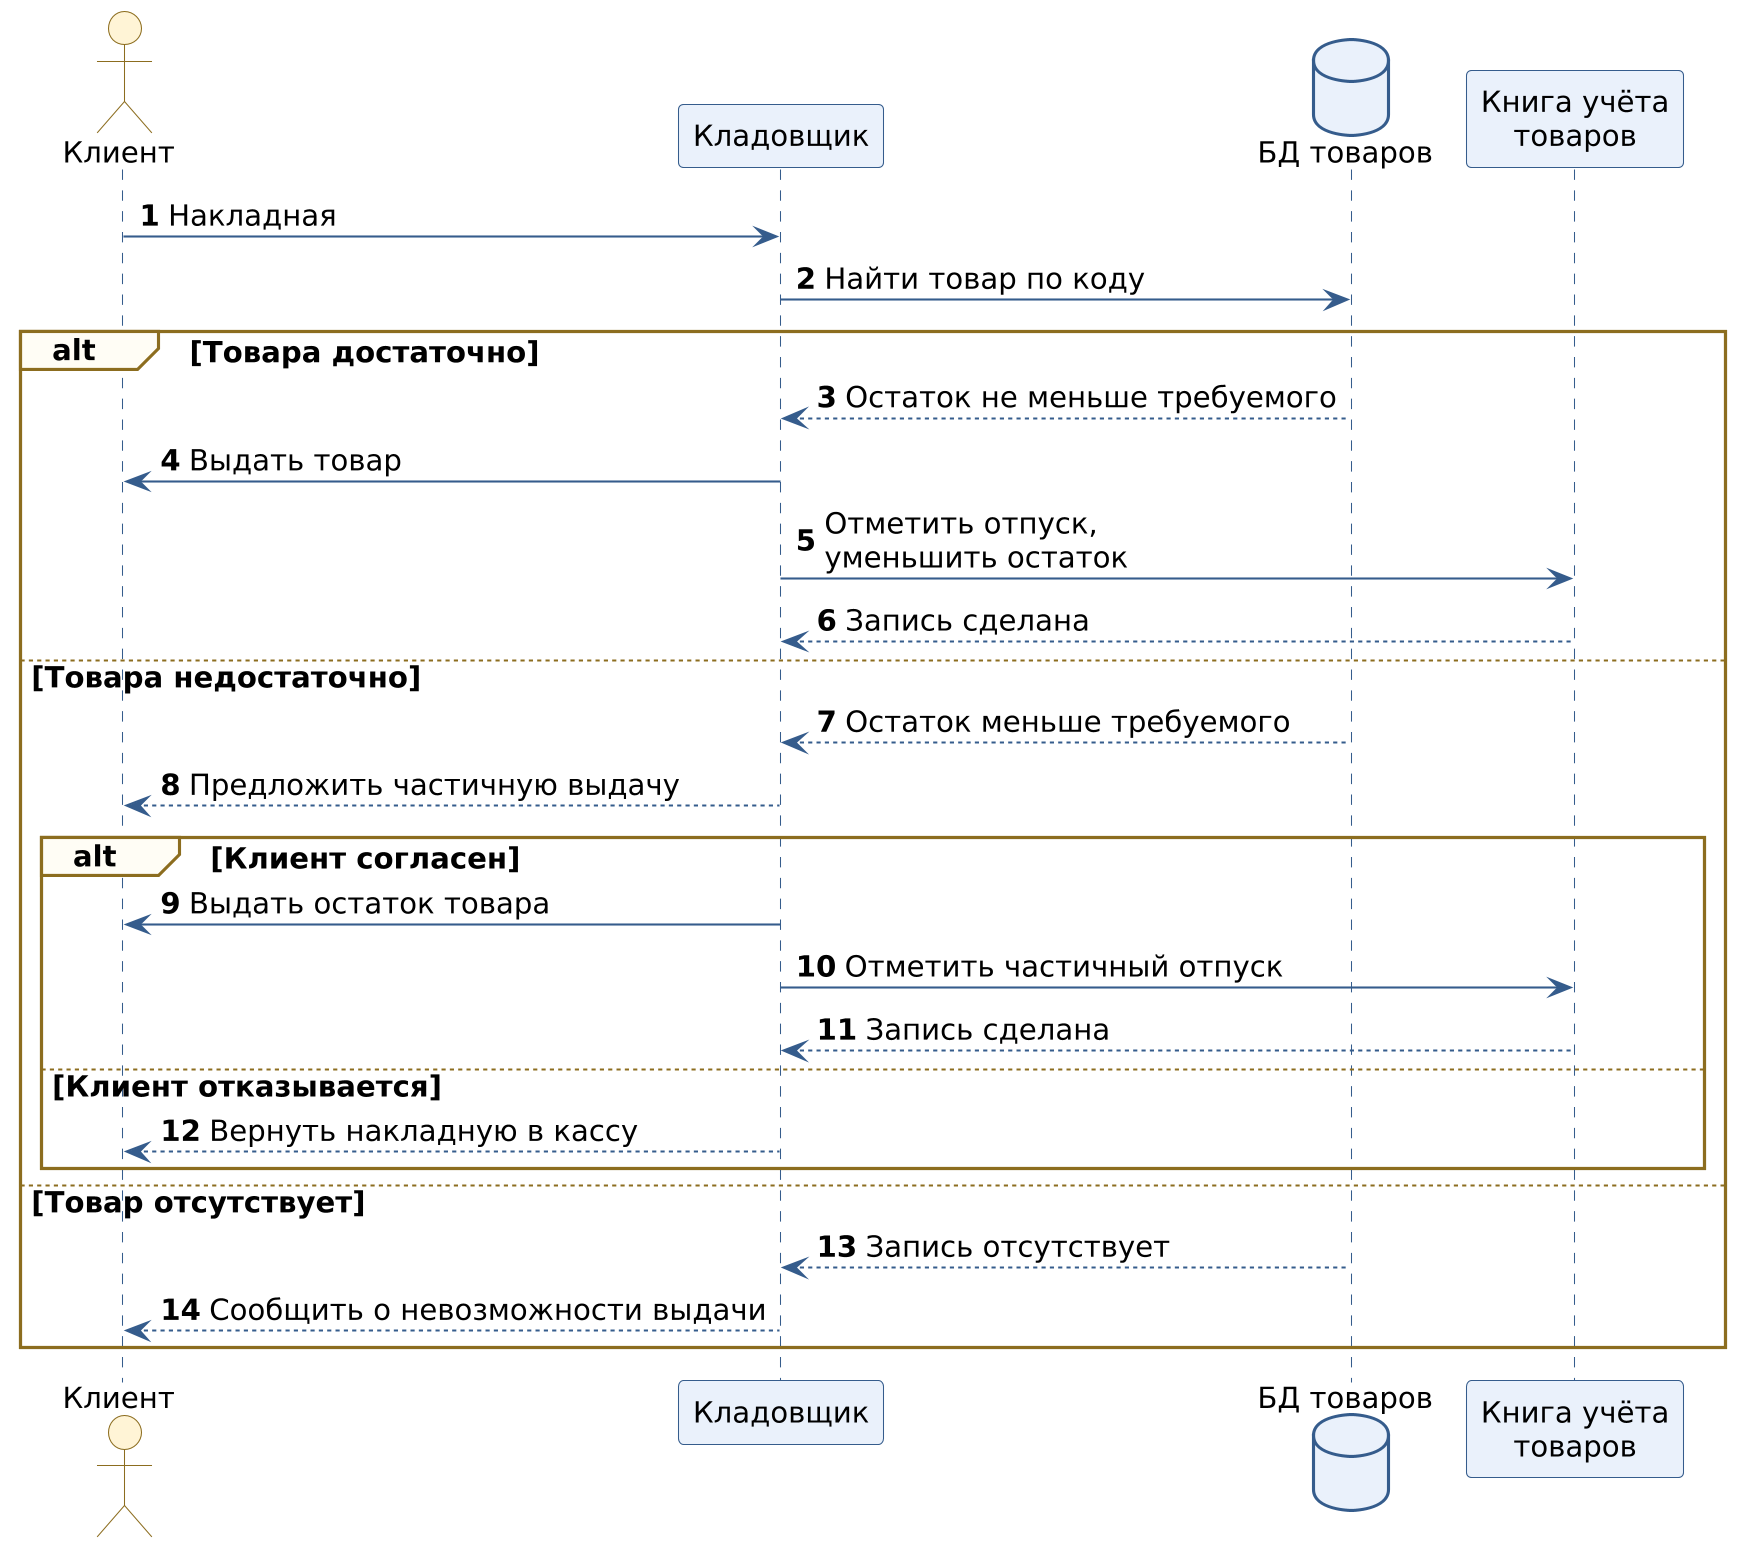 Клиент
Кладовщик
БД товаров
Книга учёта
товаров
1 Накладная
2 Найти товар по коду
alt [Товара достаточно]
3 Остаток не меньше требуемого
4 Выдать товар
5 Отметить отпуск,
уменьшить остаток
6 Запись сделана
[Товара недостаточно]
7 Остаток меньше требуемого
8 Предложить частичную выдачу
alt [Клиент согласен]
9 Выдать остаток товара
10 Отметить частичный отпуск
11 Запись сделана
[Клиент отказывается]
12 Вернуть накладную в кассу
[Товар отсутствует]
13 Запись отсутствует
14 Сообщить о невозможности выдачи
Клиент
Кладовщик
БД товаров
Книга учёта
товаров